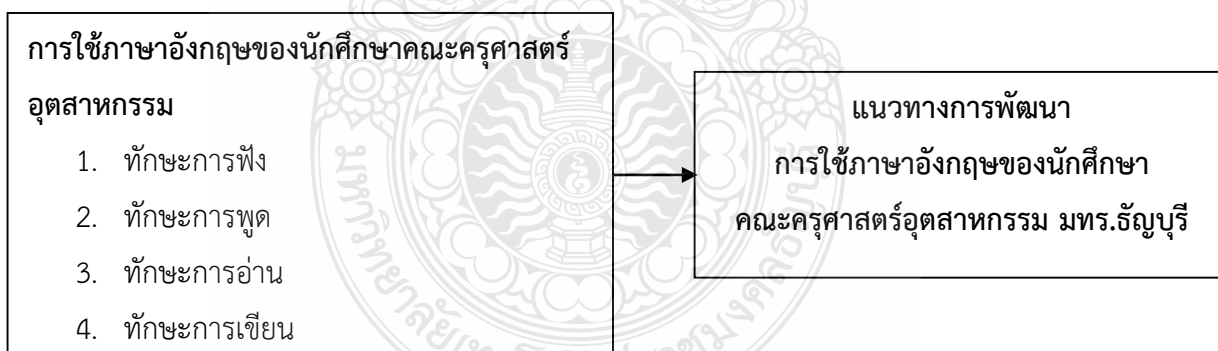 การใช้ภาษาอังกฤษของนักศึกษาคณะครุศาสตร์
อุตสาหกรรม
1. ทักษะการฟัง
2. ทักษะการพูด
3. ทักษะการอ่าน
4. ทักษะการเขียน
แนวทางการพัฒนา
การใช้ภาษาอังกฤษของนักศึกษา
คณะครุศาสตร์อุตสาหกรรม มทร.ธัญบุรี